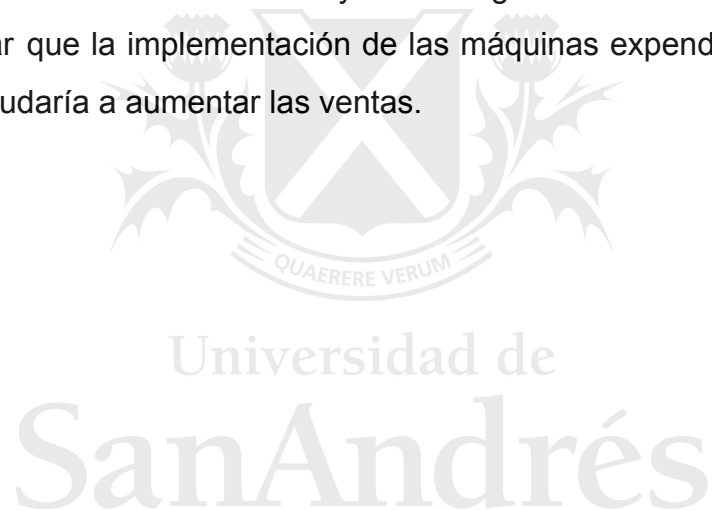 ar que la implementación de las máquinas expend
udaría a aumentar las ventas.
QUAERERE VERUM
Universidad de
SanAndrés